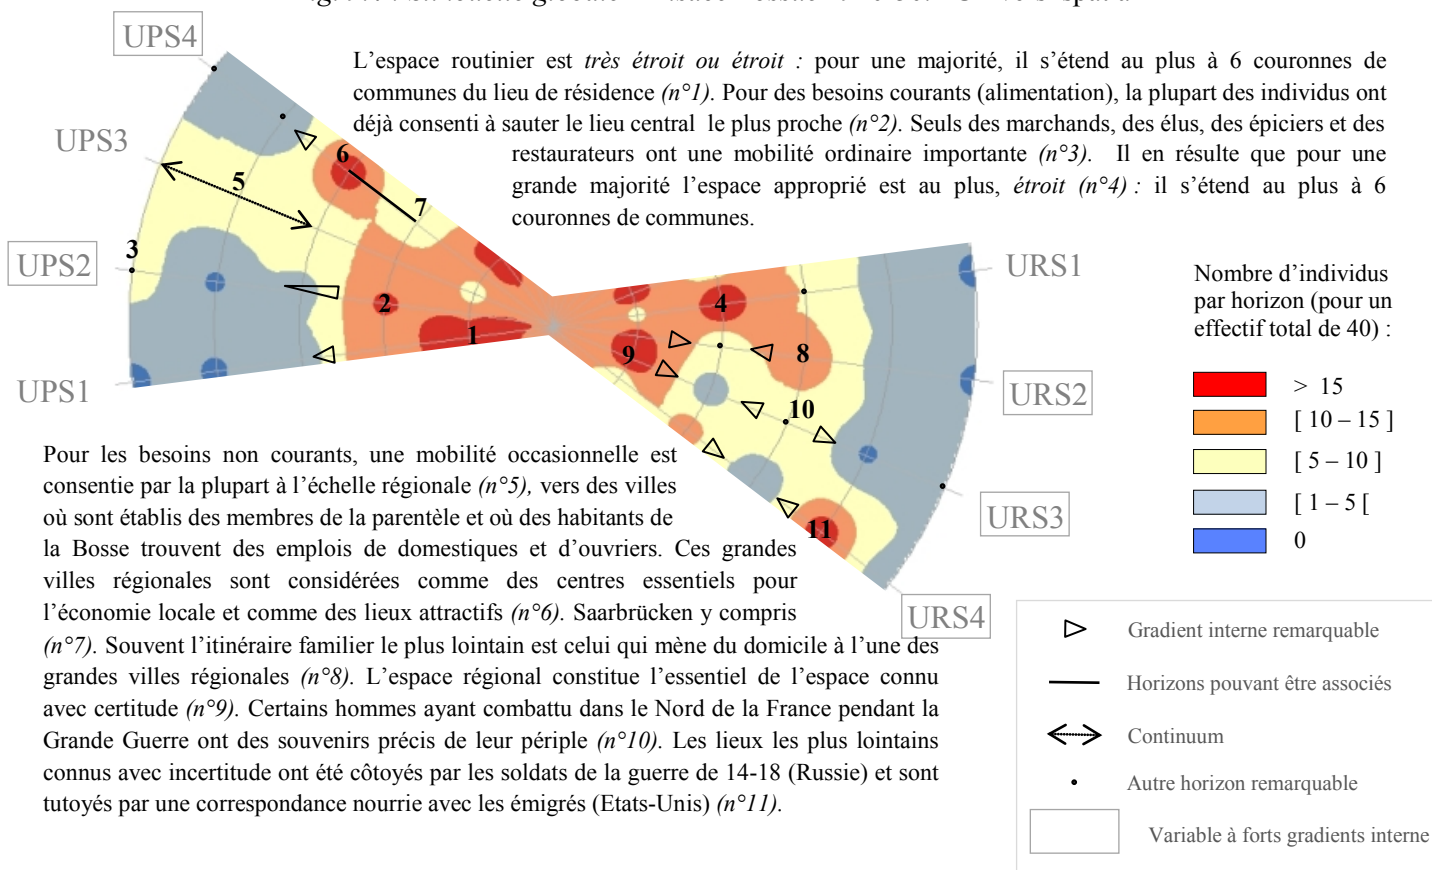 UPS4
L'espace routinier est très étroit ou étroit : pour une majorité, il s'étend au plus à 6 couronnes de
communes du lieu de résidence (n°1). Pour des besoins courants (alimentation), la plupart des individus ont
déjà consenti à sauter le lieu central le plus proche (n°2). Seuls des marchands, des élus, des épiciers et des
restaurateurs ont une mobilité ordinaire importante (n°3). Il en résulte que pour une
grande majorité l'espace approprié est au plus, étroit (n°4) : il s'étend au plus à 6
couronnes de communes.
UPS3
UPS2
UPS1
6
5
7
3
2
1
4
9
8
10
11
URS1
URS2
URS3
URS4
Nombre d'individus
par horizon (pour un
effectif total de 40) :
> 15
[ 10 – 15 ]
[ 5 – 10 ]
[ 1 – 5 [
0
Pour les besoins non courants, une mobilité occasionnelle est
consentie par la plupart à l'échelle régionale (n°5), vers des villes
où sont établis des membres de la parentèle et où des habitants de
la Bosse trouvent des emplois de domestiques et d'ouvriers. Ces grandes
villes régionales sont considérées comme des centres essentiels pour
l'économie locale et comme des lieux attractifs (n°6). Saarbrücken y compris
(n°7). Souvent l'itinéraire familier le plus lointain est celui qui mène du domicile à l'une des
grandes villes régionales (n°8). L'espace régional constitue l'essentiel de l'espace connu
avec certitude (n°9). Certains hommes ayant combattu dans le Nord de la France pendant la
Grande Guerre ont des souvenirs précis de leur périple (n°10). Les lieux les plus lointains
connus avec incertitude ont été côtoyés par les soldats de la guerre de 14-18 (Russie) et sont
tutoyés par une correspondance nourrie avec les émigrés (Etats-Unis) (n°11).
Gradient interne remarquable
Horizons pouvant être associés
Continuum
Autre horizon remarquable
Variable à forts gradients interne